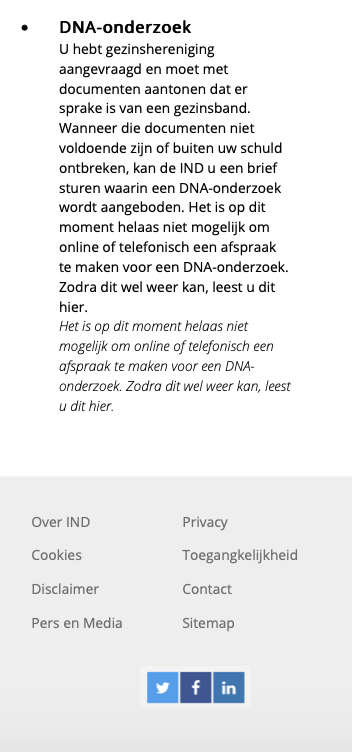 • DNA-onderzoek
U hebt gezinshereniging
aangevraagd en moet met
documenten aantonen dat er
sprake is van een gezinsband.
Wanneer die documenten niet
voldoende zijn of buiten uw schuld
ontbreken, kan de IND u een brief
sturen waarin een DNA-onderzoek
wordt aangeboden. Het is op dit
moment helaas niet mogelijk om
online of telefonisch een afspraak
te maken voor een DNA-onderzoek.
Zodra dit wel weer kan, leest u dit
hier.
Het is op dit moment helaas niet
mogelijk om online of telefonisch een
afspraak te maken voor een DNA-
onderzoek. Zodra dit wel weer kan, leest
u dit hier.
Over IND Privacy
Cookies Toegangkelijkheid
Disclaimer Contact
Pers en Media Sitemap
f in